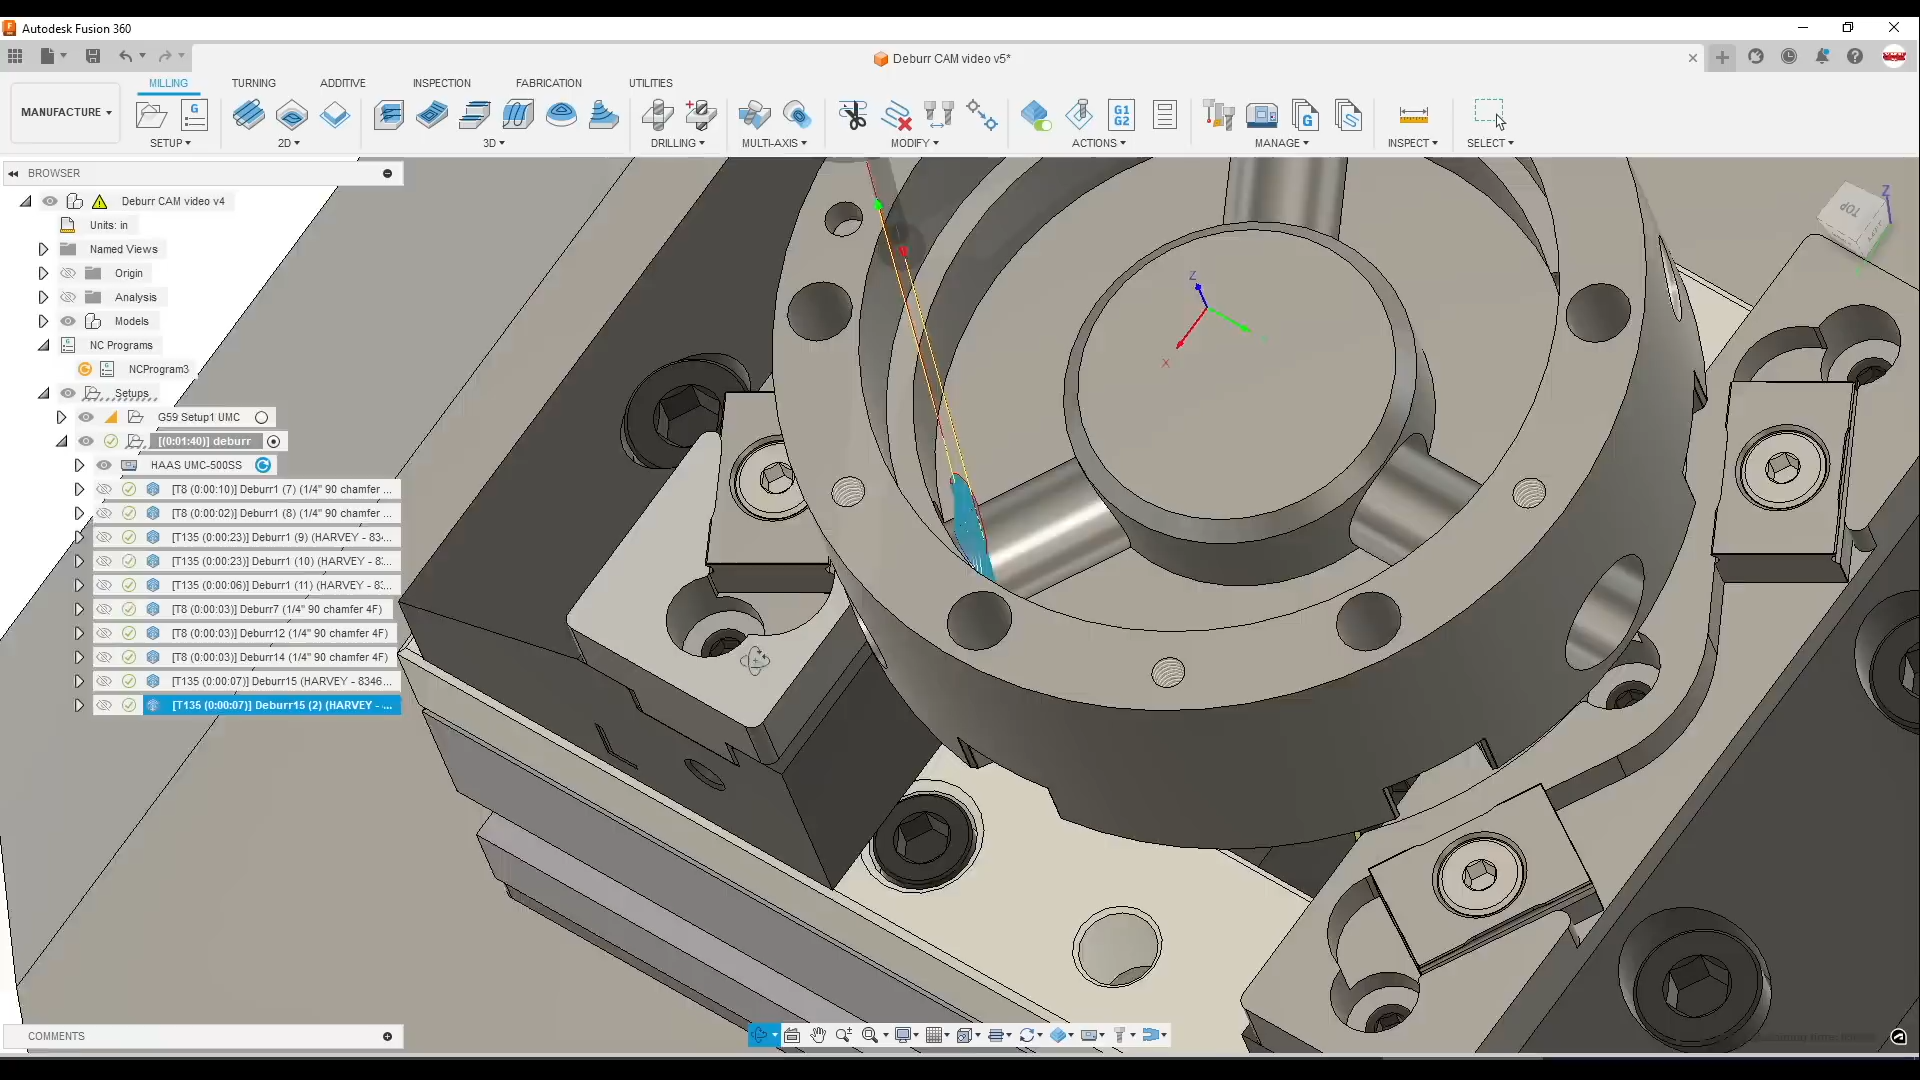 Autodesk Fusion 360
Deburr CAM video v5*
MILLING TURNING ADDITIVE INSPECTION FABRICATION UTILITIES
MANUFACTURE
G1
G2
SETUP 2D 3D DRILLING MULTI-AXIS MODIFY ACTIONS MANAGE INSPECT SELECT
BROWSER
Deburr CAM video v4
Units: in
Named Views
Origin
Analysis
Models
NC Programs
NCProgram3
Setups
G59 Setup1 UMC
[(0:01:40)] deburr
HAAS UMC-500SS
[T8 (0:00:10)] Deburr1 (7) (1/4" 90 chamfer ...
[T8 (0:00:02)] Deburr1 (8) (1/4" 90 chamfer ...
[T135 (0:00:23)] Deburr1 (9) (HARVEY - 834...
[T135 (0:00:23)] Deburr1 (10) (HARVEY - 8...
[T135 (0:00:06)] Deburr1 (11) (HARVEY - 8...
[T8 (0:00:03)] Deburr7 (1/4" 90 chamfer 4F)
[T8 (0:00:03)] Deburr12 (1/4" 90 chamfer 4F)
[T8 (0:00:03)] Deburr14 (1/4" 90 chamfer 4F)
[T135 (0:00:07)] Deburr15 (HARVEY - 8346...
[T135 (0:00:07)] Deburr15 (2) (HARVEY - ...
Z
X
TOP
Z
COMMENTS